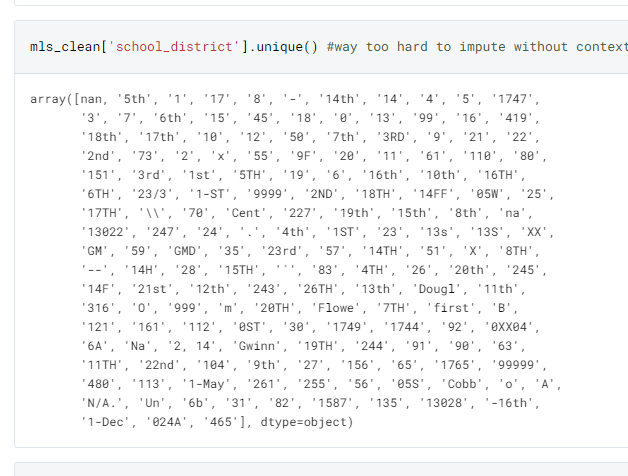 mls_clean['school_district'].unique() #way too hard to impute without context
array([nan, '5th', '1', '17', '8', '-', '14th', '14', '4', '5', '1747',
'3', '7', '6th', '15', '45', '18', '0', '13', '99', '16', '419',
'18th', '17th', '10', '12', '50', '7th', '3RD', '9', '21', '22',
'2nd', '73', '2', 'x', '55', '9F', '20', '11', '61', '110', '80',
'151', '3rd', '1st', '5TH', '19', '6', '16th', '10th', '16TH',
'6TH', '23/3', '1-ST', '9999', '2ND', '18TH', '14FF', '05W', '25',
'17TH', '\\', '70', 'Cent', '227', '19th', '15th', '8th', 'na',
'13022', '247', '24', '.', '4th', '1ST', '23', '13s', '13S', 'XX',
'GM', '59', 'GMD', '35', '23rd', '57', '14TH', '51', 'X', '8TH',
'--', '14H', '28', '15TH', '``', '83', '4TH', '26', '20th', '245',
'14F', '21st', '12th', '243', '26TH', '13th', 'Dougl', '11th',
'316', 'O', '999', 'm', '20TH', 'Flowe', '7TH', 'first', 'B',
'121', '161', '112', '0ST', '30', '1749', '1744', '92', '0XX04',
'6A', 'Na', '2, 14', 'Gwinn', '19TH', '244', '91', '90', '63',
'11TH', '22nd', '104', '9th', '27', '156', '65', '1765', '99999',
'480', '113', '1-May', '261', '255', '56', '05S', 'Cobb', 'o', 'A',
'N/A.', 'Un', '6b', '31', '82', '1587', '135', '13028', '-16th',
'1-Dec', '024A', '465'], dtype=object)